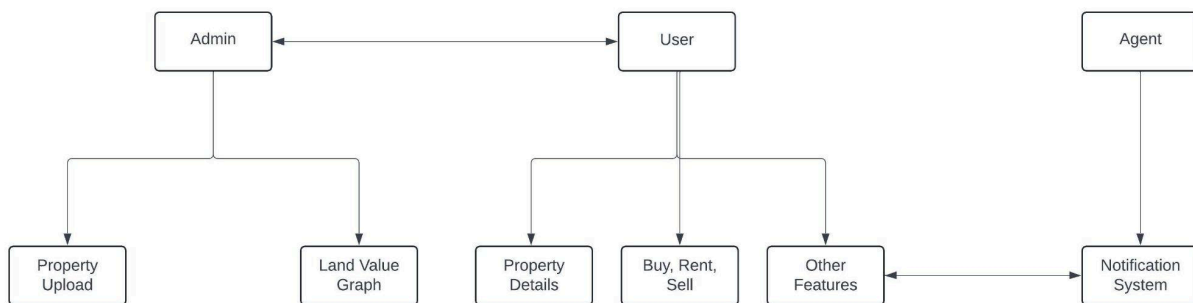 Admin
User
Agent
Property
Upload
Land Value
Graph
Property
Details
Buy, Rent,
Sell
Other
Features
Notification
System